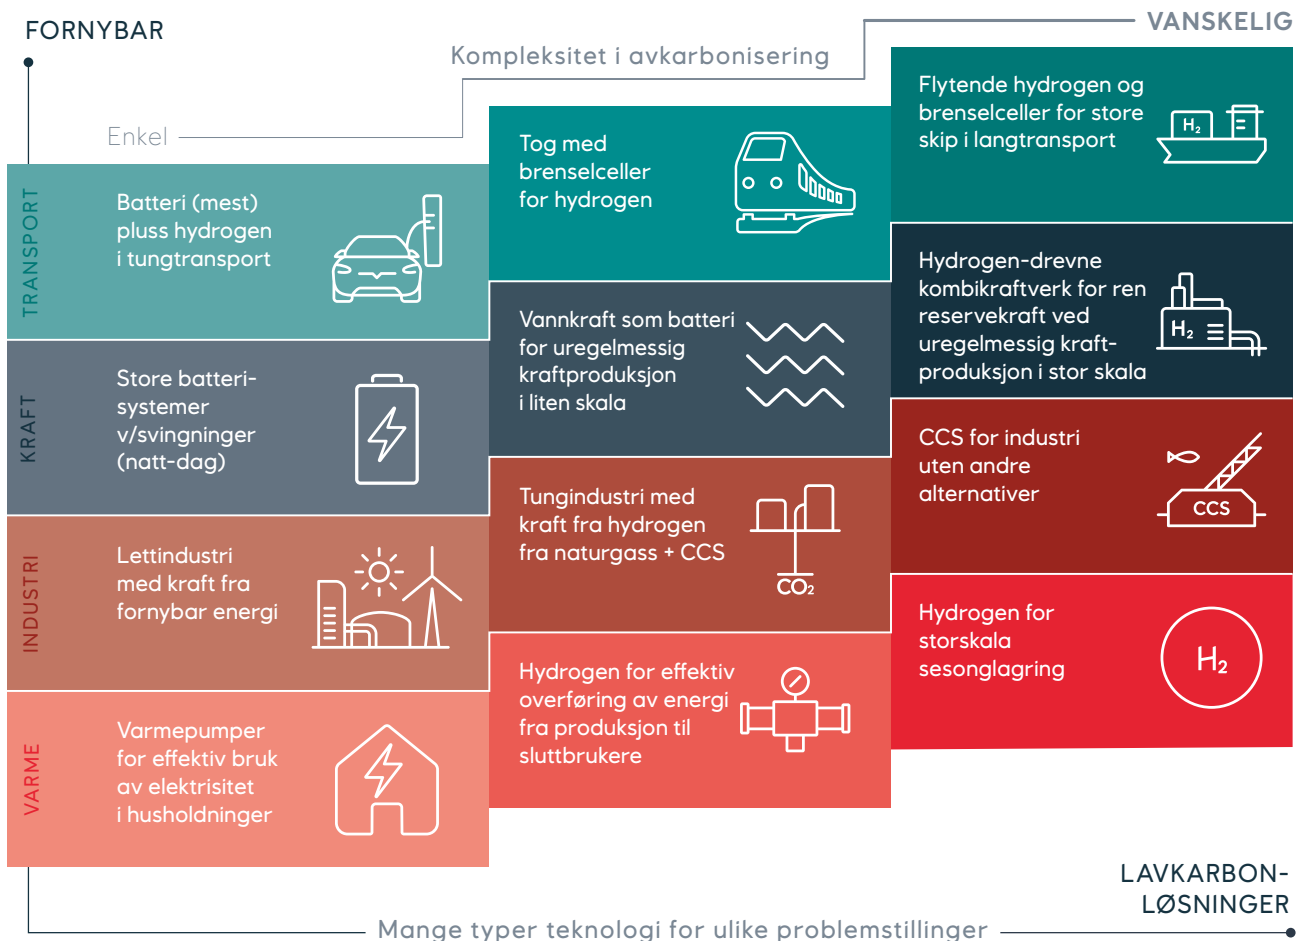 FORNYBAR
VANSKELIG
Kompleksitet i avkarbonisering
Enkel
TRANSPORT
Batteri (mest)
pluss hydrogen
i tungtransport
Tog med
brenselceller
for hydrogen
Flytende hydrogen og
brenselceller for store
skip i langtransport
H₂
KRAFT
Store batteri-
systemer
v/svingninger
(natt-dag)
Vannkraft som batteri
for uregelmessig
kraftproduksjon
i liten skala
Hydrogen-drevne
kombikraftverk for ren
reservekraft ved
uregelmessig kraft-
produksjon i stor skala
H₂
INDUSTRI
Lettindustri
med kraft fra
fornybar energi
Tungindustri med
kraft fra hydrogen
fra naturgass + CCS
CO₂
CCS for industri
uten andre
alternativer
CCS
VARME
Varmepumper
for effektiv bruk
av elektrisitet
i husholdninger
Hydrogen for effektiv
overføring av energi
fra produksjon til
sluttbrukere
Hydrogen for
storskala
sesonglagring
H₂
LAVKARBON-
LØSNINGER
Mange typer teknologi for ulike problemstillinger